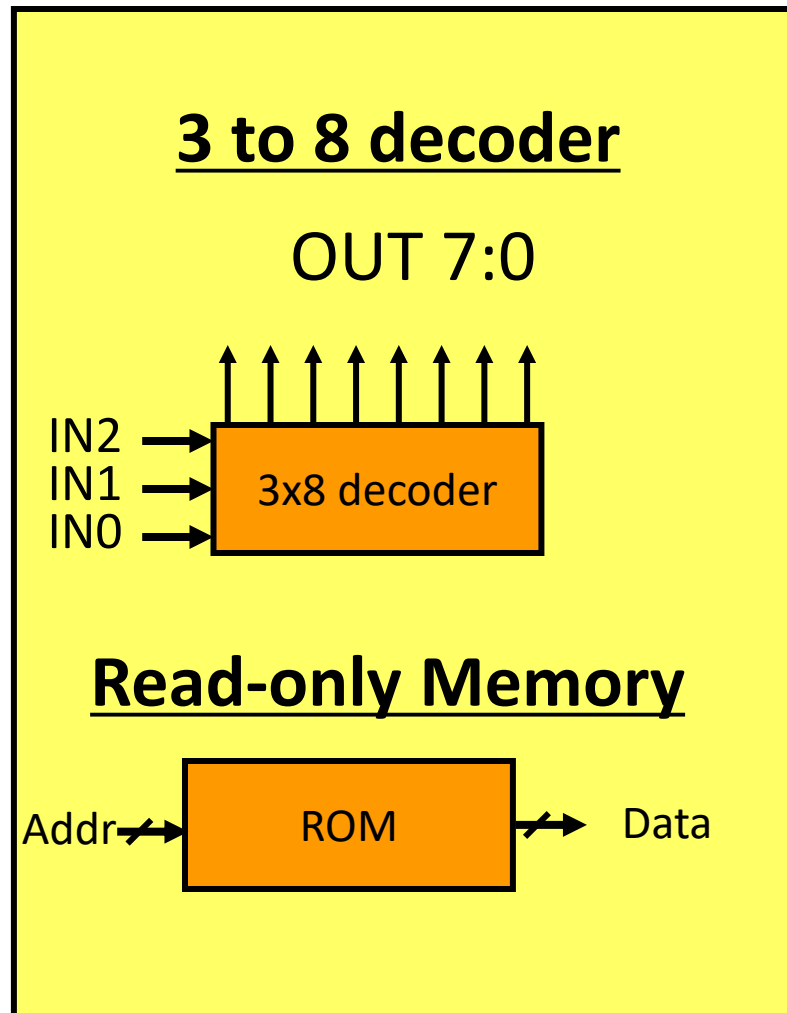 3 to 8 decoder
OUT 7:0
IN2
IN1
IN0
3x8 decoder
Read-only Memory
Addr
ROM
Data